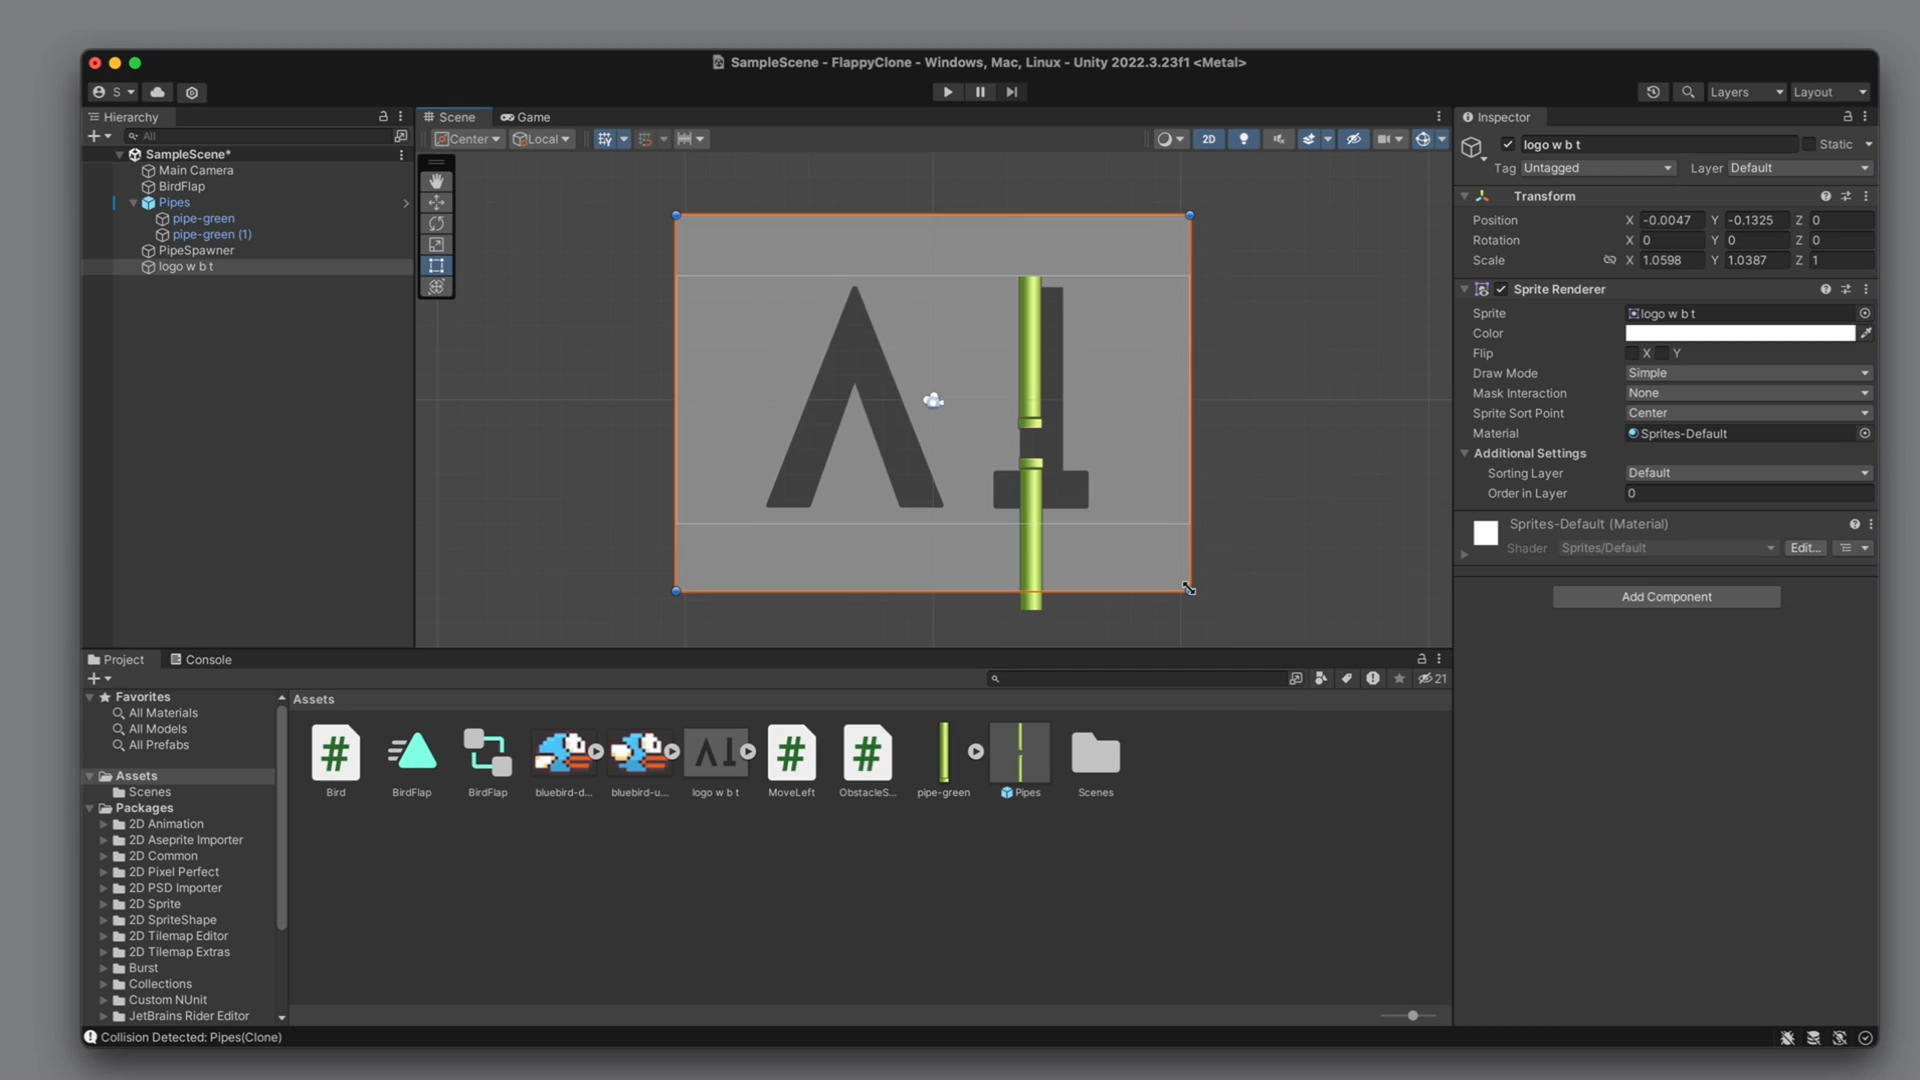 SampleScene - FlappyClone - Windows, Mac, Linux - Unity 2022.3.23f1 <Metal>
S
Layers
Layout
Hierarchy
All
SampleScene*
Main Camera
BirdFlap
Pipes
pipe-green
pipe-green (1)
PipeSpawner
logo w b t
Scene
Game
Center
Local
2D
Inspector
logo w b t
Static
Tag
Untagged
Layer
Default
Transform
Position X -0.0047 Y -0.1325 Z 0
Rotation X 0 Y 0 Z 0
Scale X 1.0598 Y 1.0387 Z 1
Sprite Renderer
Sprite logo w b t
Color
Flip X Y
Draw Mode Simple
Mask Interaction None
Sprite Sort Point Center
Material Sprites-Default
Additional Settings
Sorting Layer Default
Order in Layer 0
Sprites-Default (Material)
Shader Sprites/Default Edit...
Add Component
Project
Console
21
Favorites
All Materials
All Models
All Prefabs
Assets
Scenes
Packages
2D Animation
2D Aseprite Importer
2D Common
2D Pixel Perfect
2D PSD Importer
2D Sprite
2D SpriteShape
2D Tilemap Editor
2D Tilemap Extras
Burst
Collections
Custom NUnit
JetBrains Rider Editor
Assets
Bird
BirdFlap
BirdFlap
bluebird-d...
bluebird-u...
logo w b t
MoveLeft
ObstacleS...
pipe-green
Pipes
Scenes
Collision Detected: Pipes(Clone)